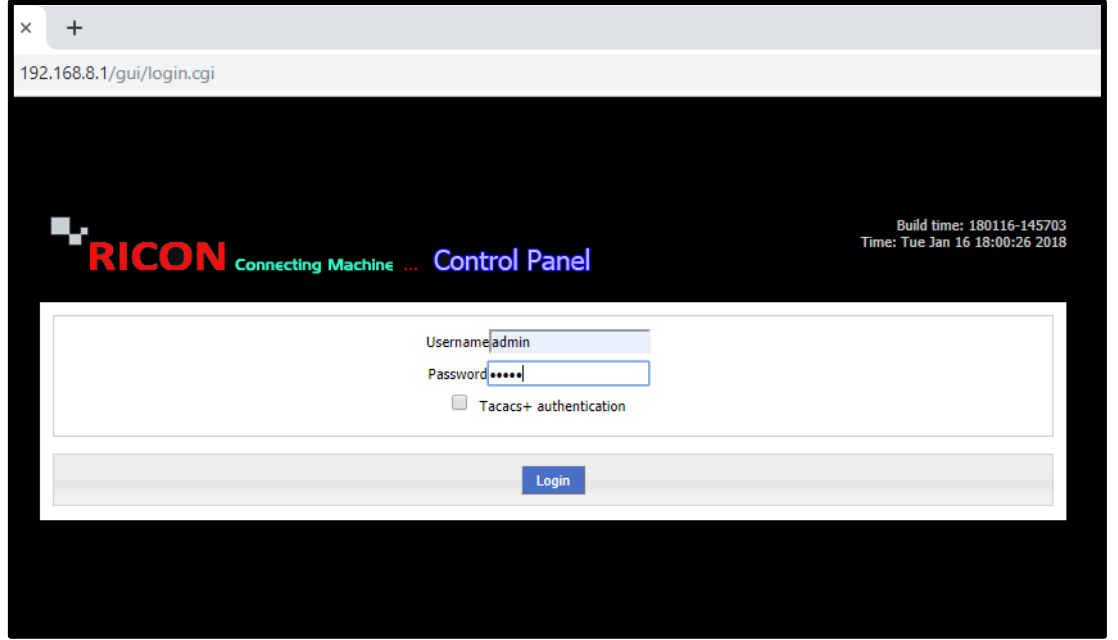 × +
192.168.8.1/gui/login.cgi
Build time: 180116-145703
Time: Tue Jan 16 18:00:26 2018
RICON Connecting Machine ... Control Panel
Username admin
Password •••••
Tacacs+ authentication
Login